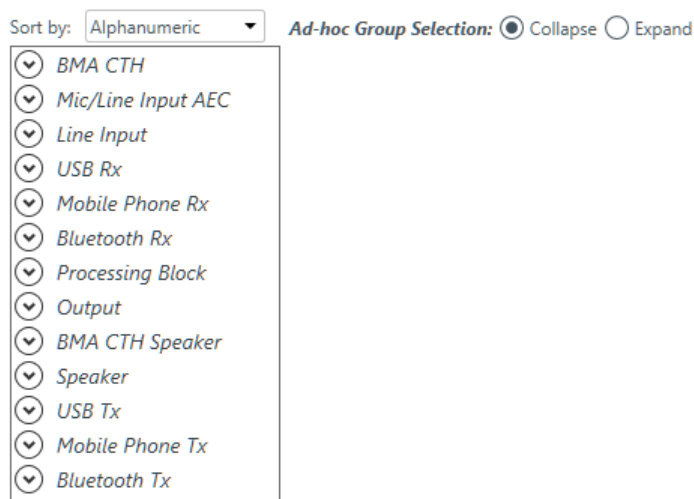 Sort by: Alphanumeric Ad-hoc Group Selection: Collapse Expand
BMA CTH
Mic/Line Input AEC
Line Input
USB Rx
Mobile Phone Rx
Bluetooth Rx
Processing Block
Output
BMA CTH Speaker
Speaker
USB Tx
Mobile Phone Tx
Bluetooth Tx